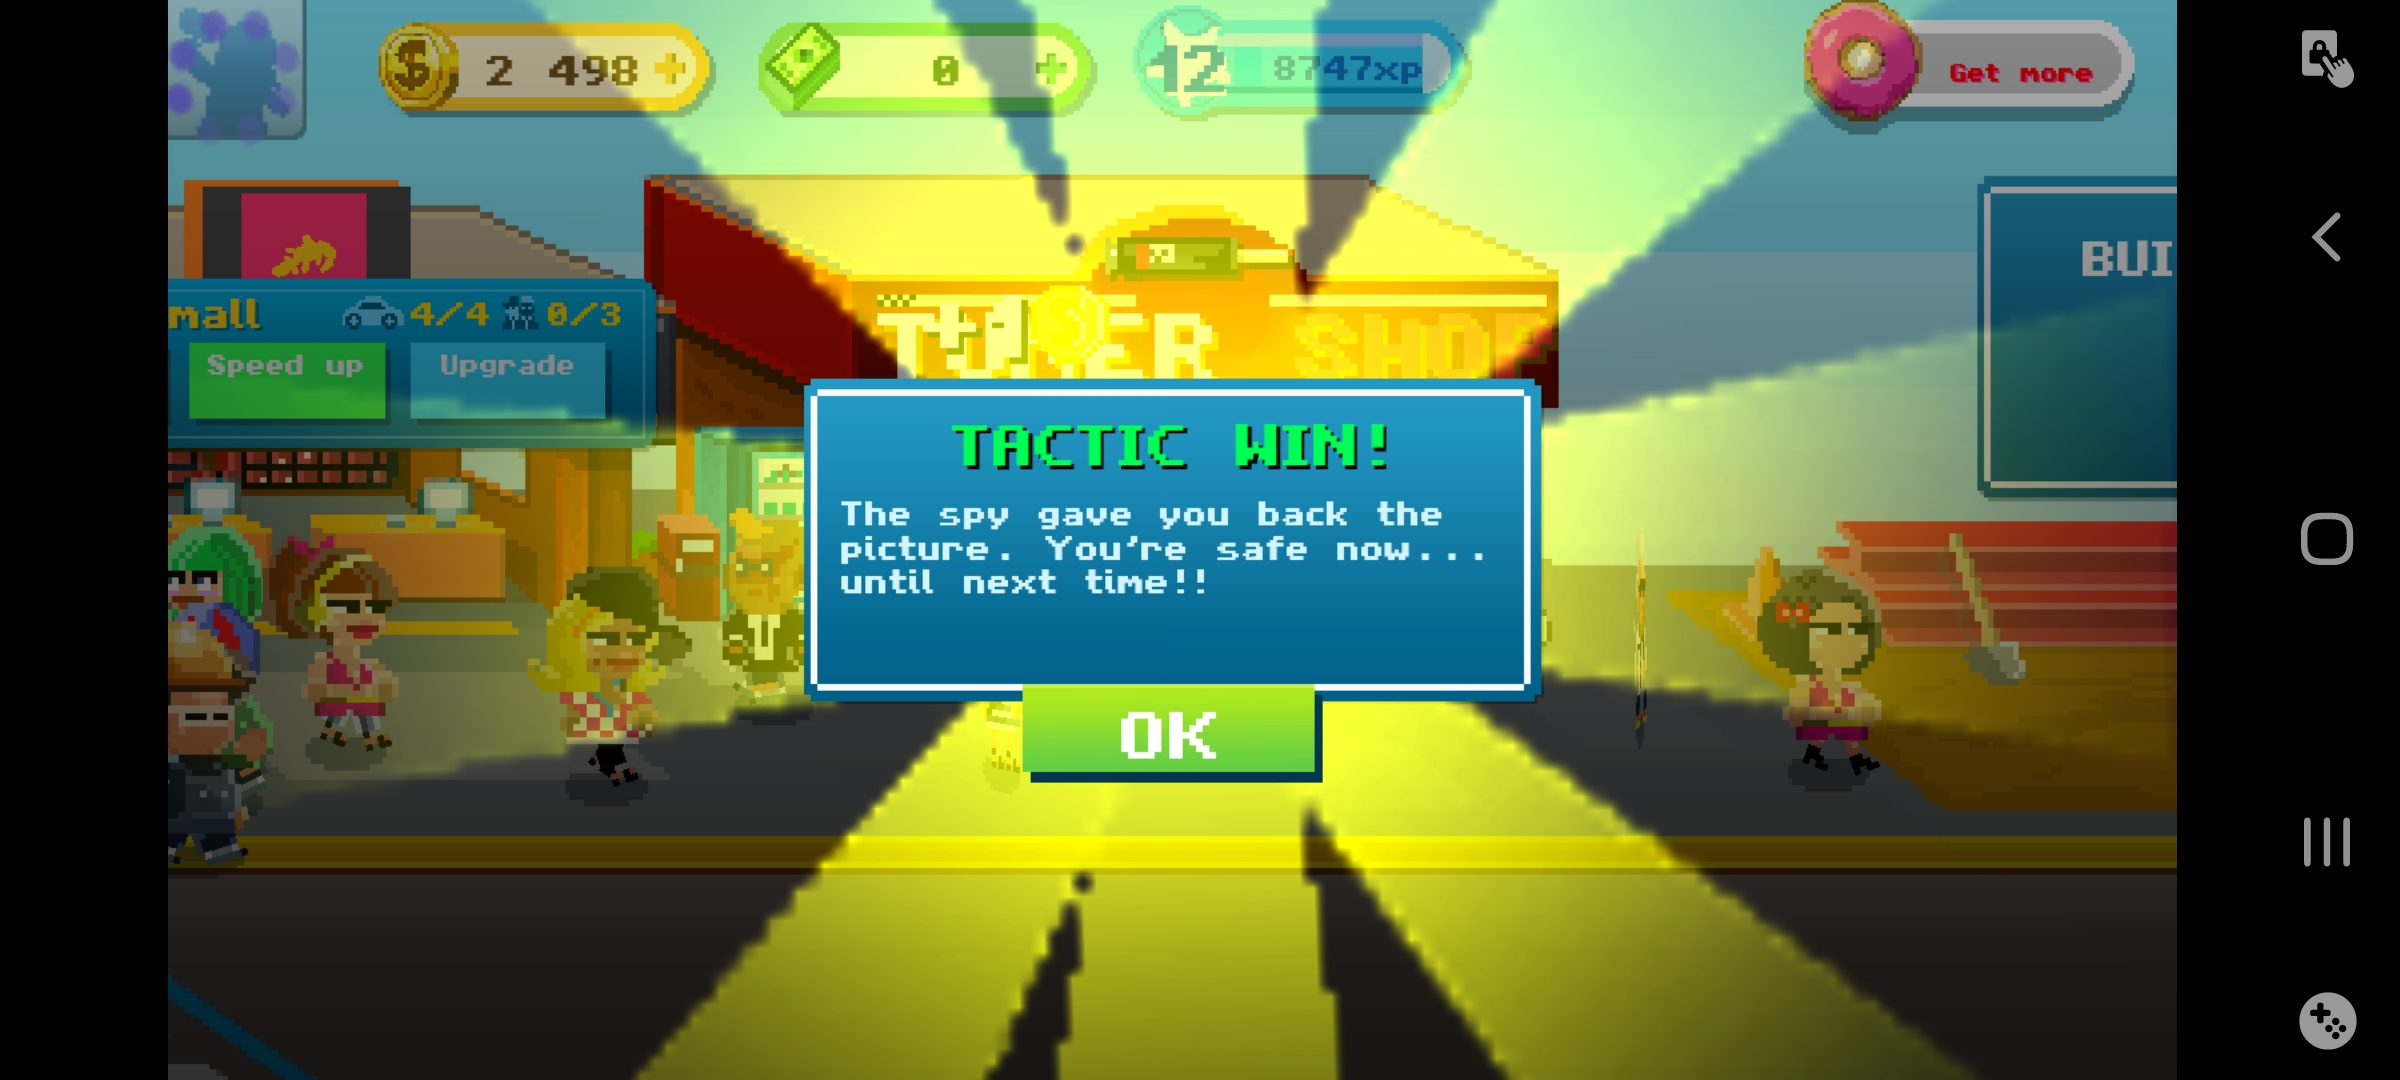 2 498 +
0 +
12 8747xp
Get more
BUI
mall 4/4 0/3
Speed up Upgrade
SHOP
TACTIC WIN!
The spy gave you back the
picture. You're safe now...
until next time!!
OK